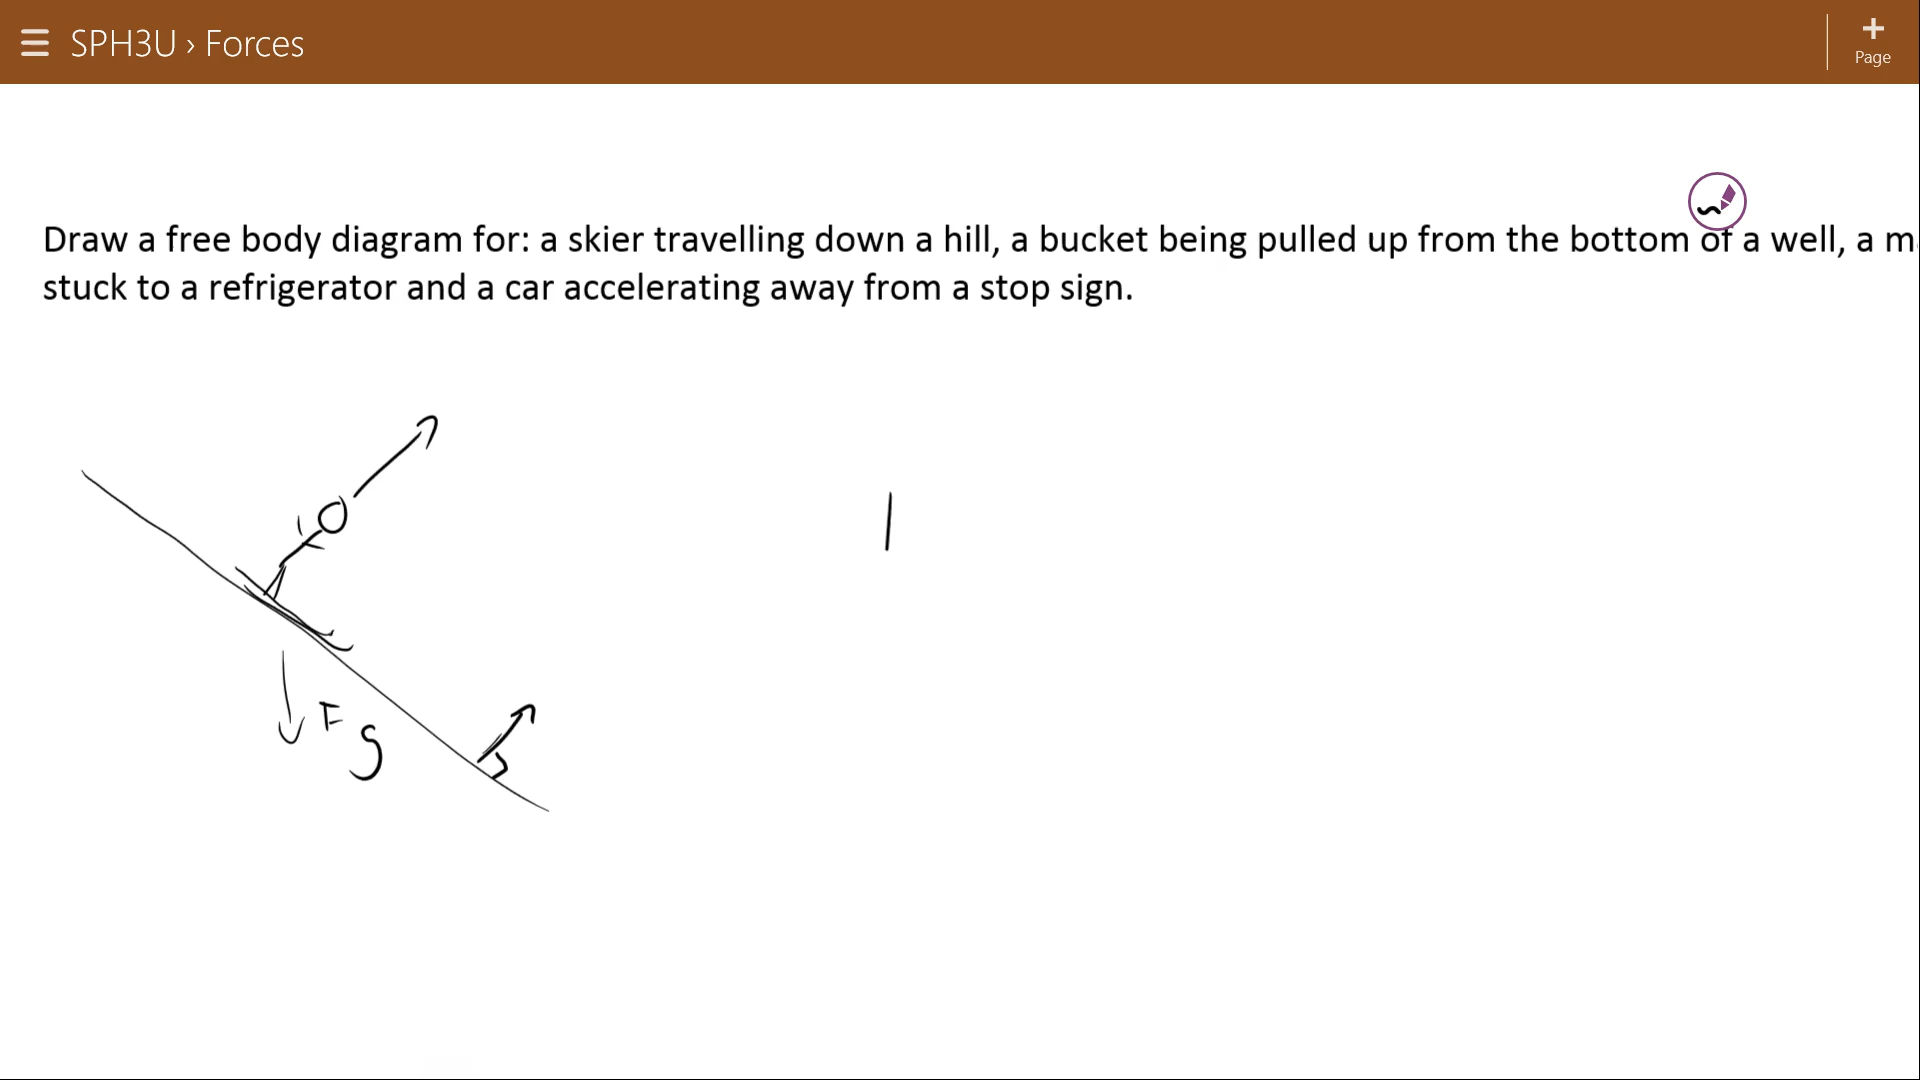 SPH3U › Forces
Page
Draw a free body diagram for: a skier travelling down a hill, a bucket being pulled up from the bottom of a well, a m
stuck to a refrigerator and a car accelerating away from a stop sign.
Fg